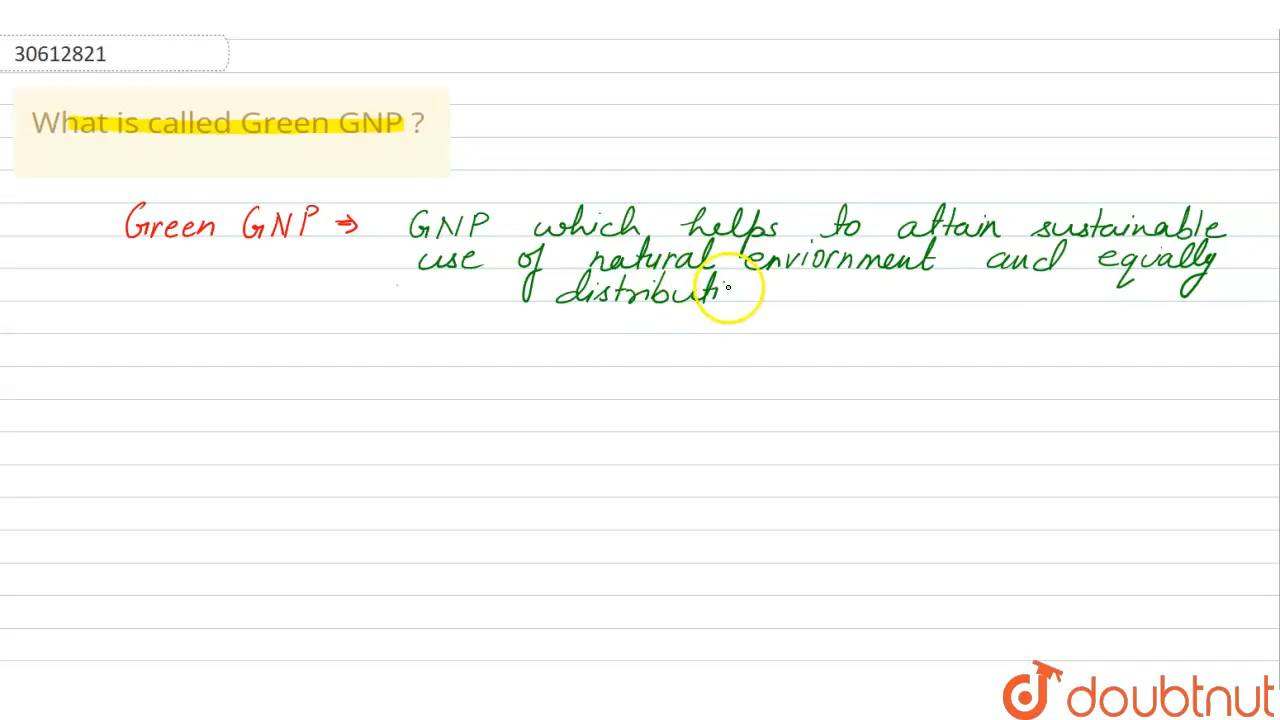 30612821
What is called Green GNP ?
Green GNP ⇒ GNP which helps to attain sustainable
use of natural enviornment and equally
distributi
doubtnut